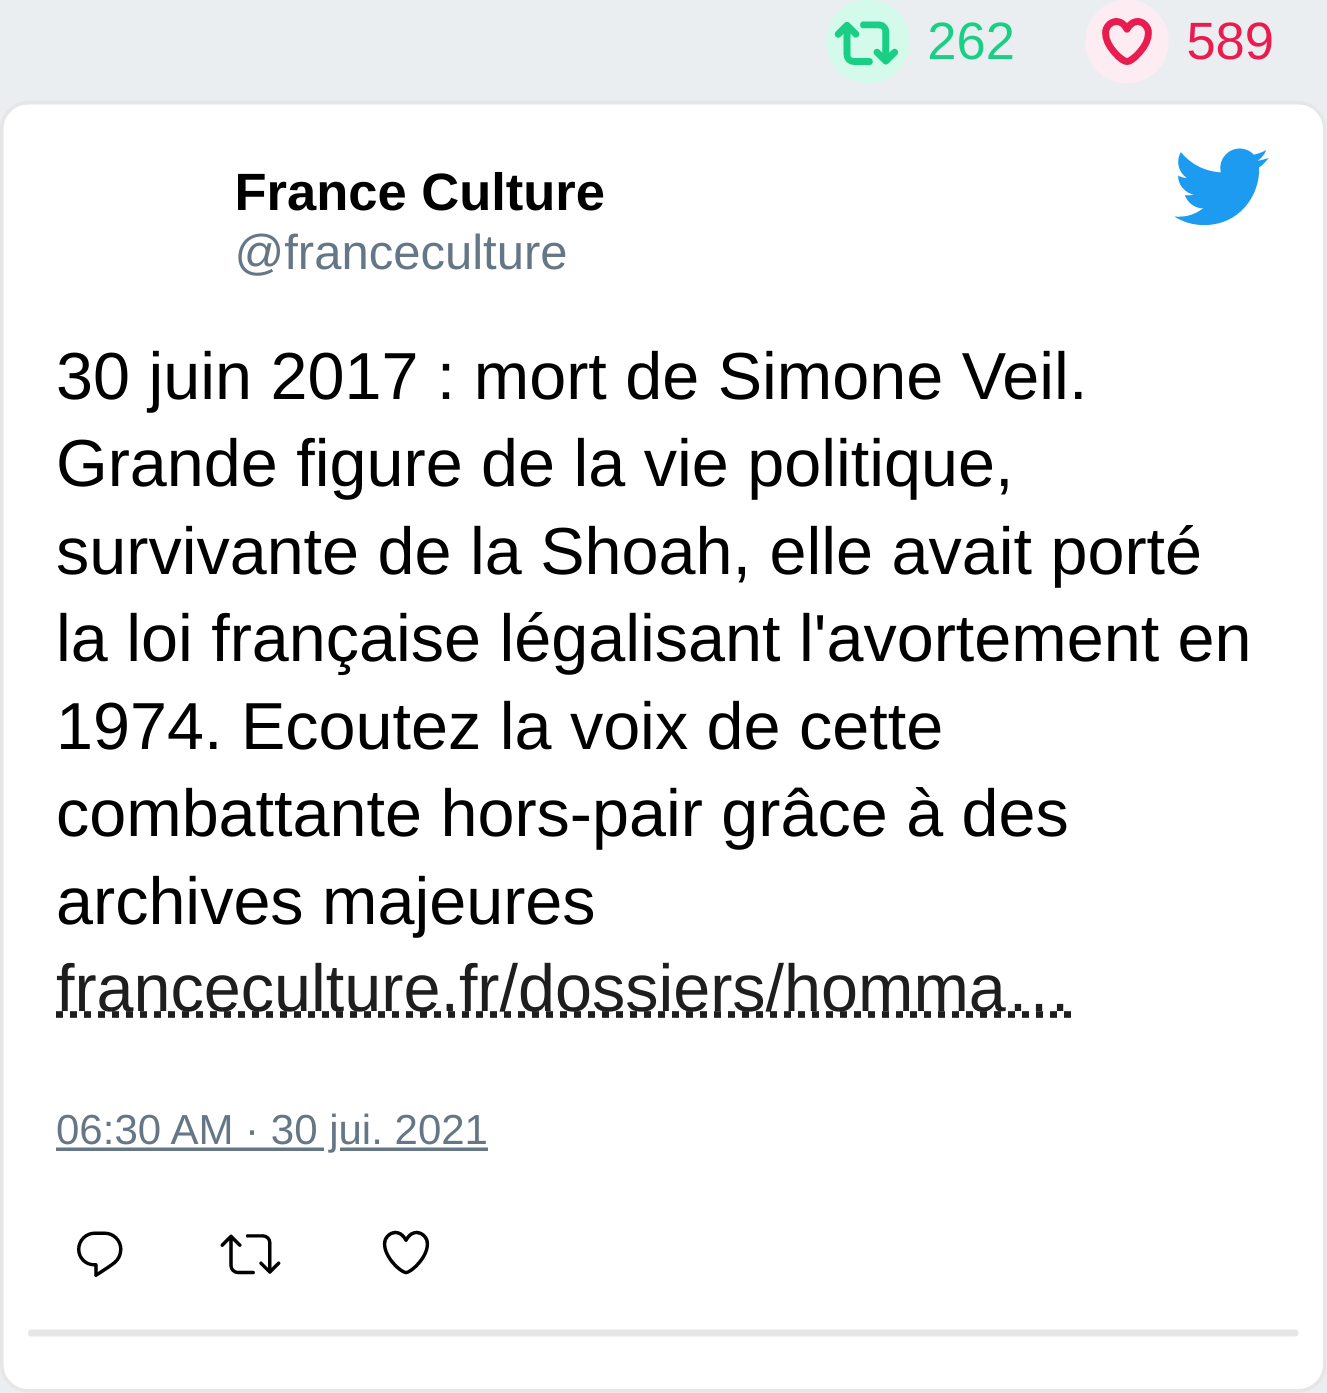 262 589
France Culture
@franceculture
30 juin 2017 : mort de Simone Veil.
Grande figure de la vie politique,
survivante de la Shoah, elle avait porté
la loi française légalisant l'avortement en
1974. Ecoutez la voix de cette
combattante hors-pair grâce à des
archives majeures
franceculture.fr/dossiers/homma…
06:30 AM · 30 jui. 2021